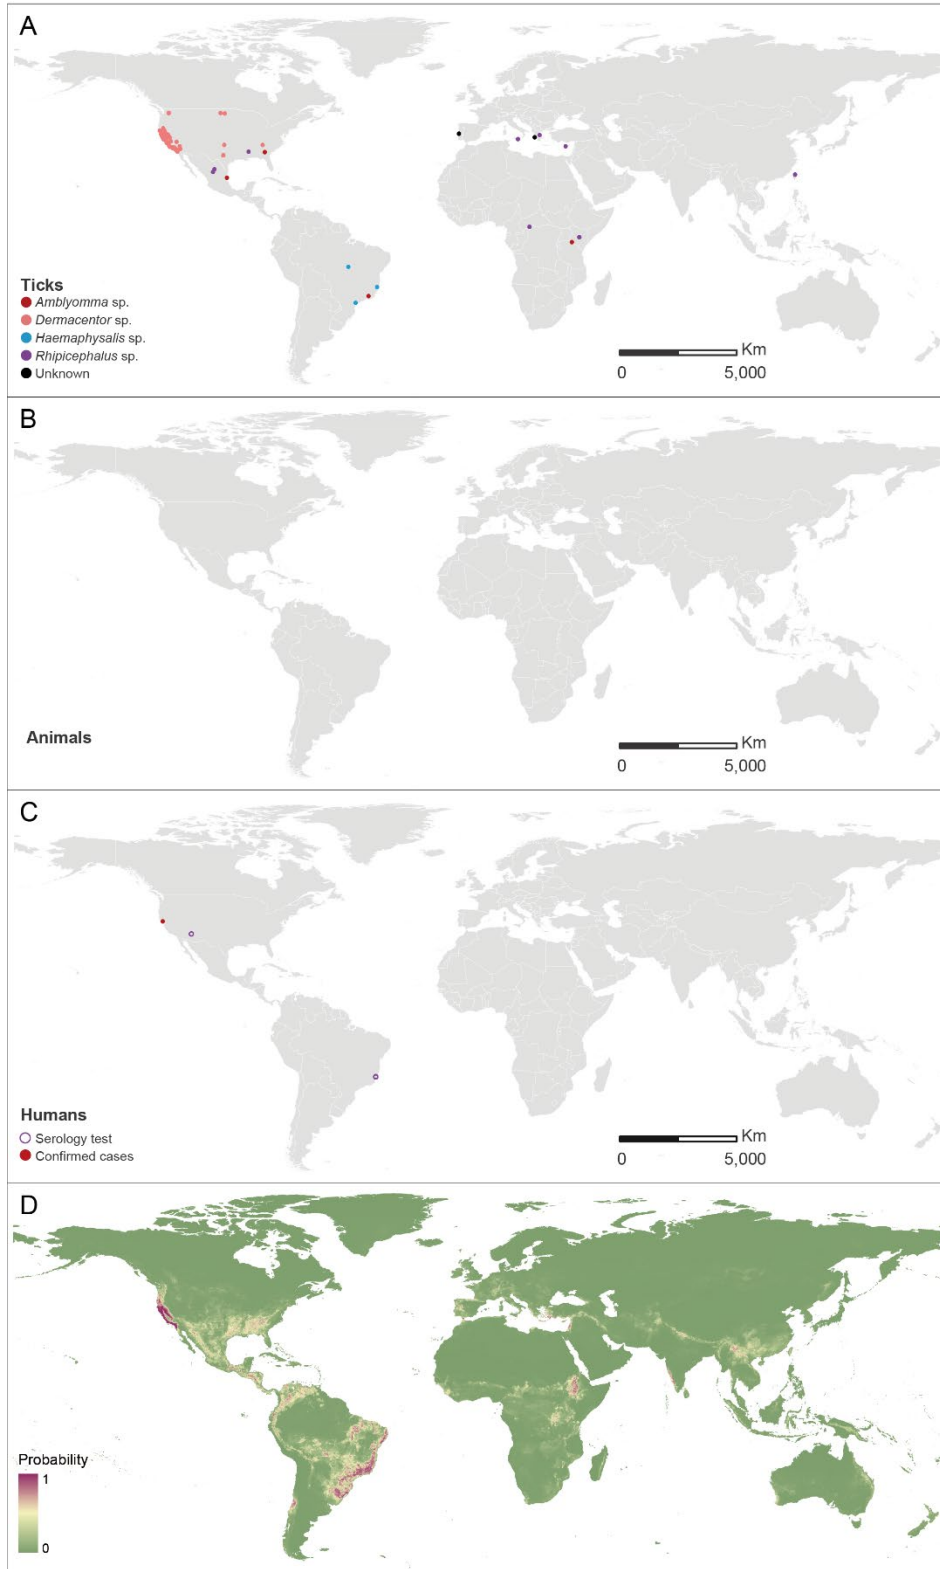 A
Ticks
Amblyomma sp.
Dermacentor sp.
Haemaphysalis sp.
Rhipicephalus sp.
Unknown
Km
0 5,000
B
Animals
Km
0 5,000
C
Humans
Serology test
Confirmed cases
Km
0 5,000
D
Probability
1
0